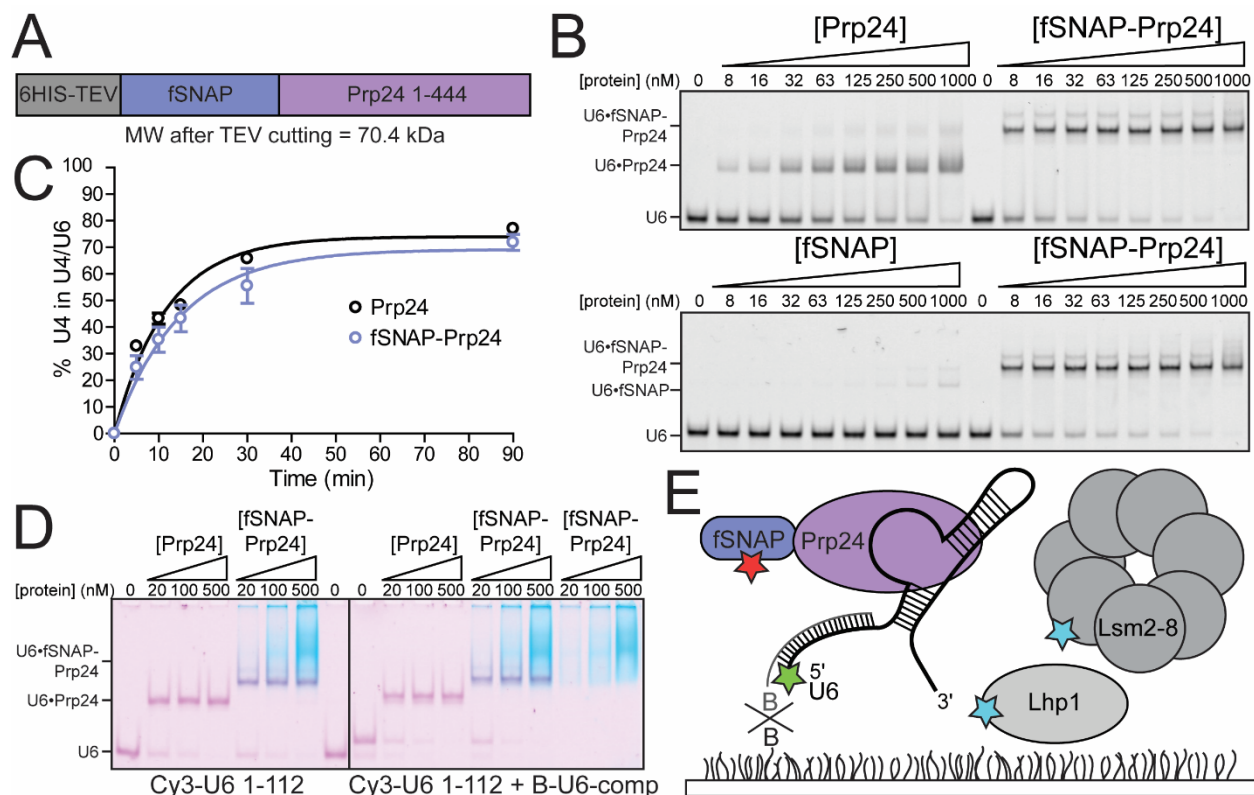 A
6HIS-TEV fSNAP Prp24 1-444
MW after TEV cutting = 70.4 kDa
B
[Prp24] [fSNAP-Prp24]
[protein] (nM) 0 8 16 32 63 125 250 500 1000 0 8 16 32 63 125 250 500 1000
U6•fSNAP-
Prp24
U6•Prp24
U6
[fSNAP] [fSNAP-Prp24]
[protein] (nM) 0 8 16 32 63 125 250 500 1000 0 8 16 32 63 125 250 500 1000
U6•fSNAP-
Prp24
U6•fSNAP
U6
C
% U4 in U4/U6
100
90
80
70
60
50
40
30
20
10
0
Prp24
fSNAP-Prp24
0 10 20 30 40 50 60 70 80 90
Time (min)
D
[Prp24] [fSNAP-
Prp24] [Prp24] [fSNAP-
Prp24] [fSNAP-
Prp24]
[protein] (nM) 0 20 100 500 20 100 500 0 0 20 100 500 20 100 500 20 100 500
U6•fSNAP-
Prp24
U6•Prp24
U6
Cy3-U6 1-112 Cy3-U6 1-112 + B-U6-comp
E
fSNAP Prp24
Lsm2-8
5'
U6
B
B
3'
Lhp1